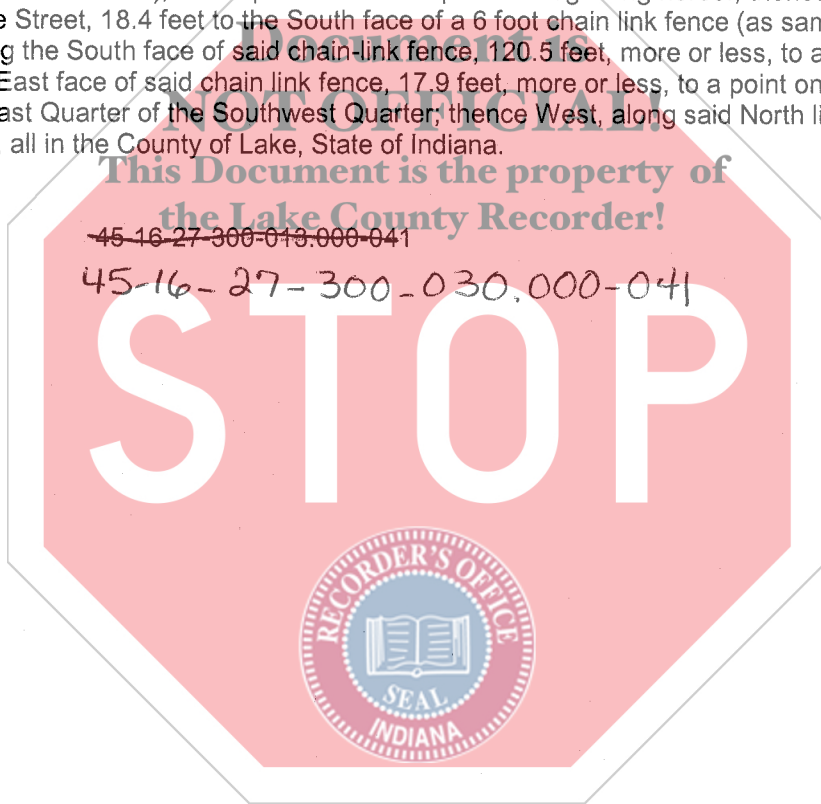 e Street, 18.4 feet to the South face of a 6 foot chain link fence (as sam
g the South face of said chain-link fence, 120.5 feet, more or less, to a
East face of said chain link fence, 17.9 feet, more or less, to a point on
ast Quarter of the Southwest Quarter; thence West, along said North li
all in the County of Lake, State of Indiana.
Document is
NOT OFFICIAL!
This Document is the property of
the Lake County Recorder!
45-16-27-300-013.000-041
45-16-27-300-030.000-041
STOP
RECORDER'S OFFICE
SEAL
INDIANA